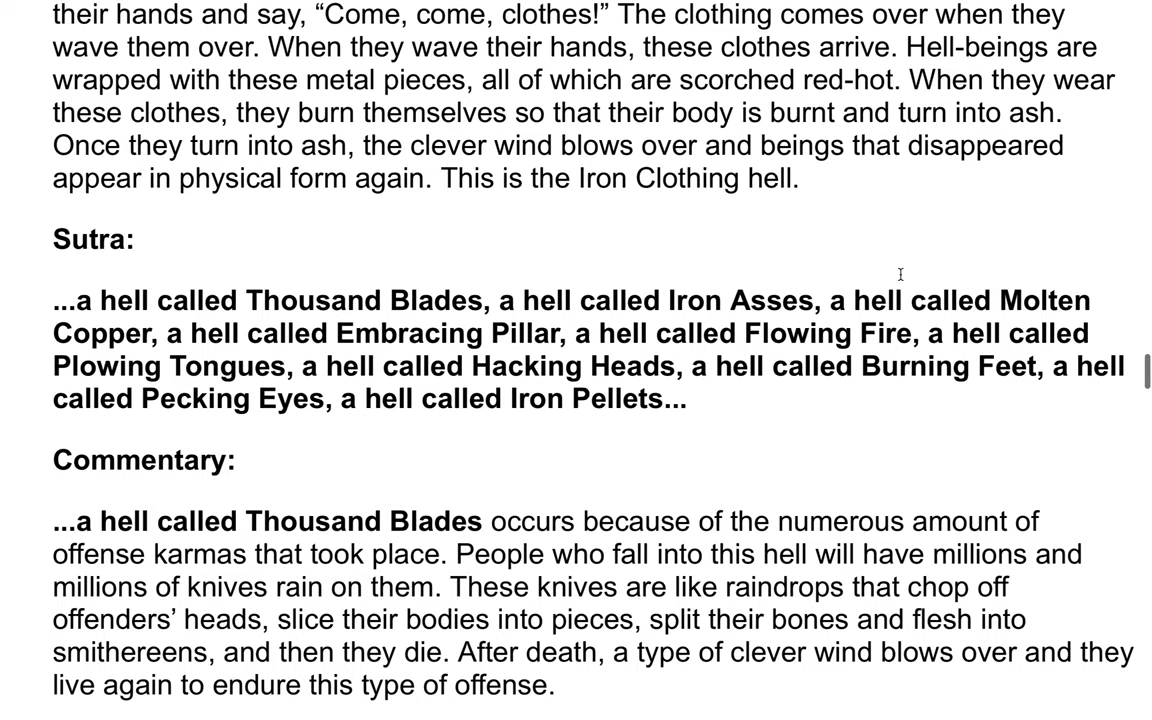 their hands and say, “Come, come, clothes!” The clothing comes over when they
wave them over. When they wave their hands, these clothes arrive. Hell-beings are
wrapped with these metal pieces, all of which are scorched red-hot. When they wear
these clothes, they burn themselves so that their body is burnt and turn into ash.
Once they turn into ash, the clever wind blows over and beings that disappeared
appear in physical form again. This is the Iron Clothing hell.
Sutra:
...a hell called Thousand Blades, a hell called Iron Asses, a hell called Molten
Copper, a hell called Embracing Pillar, a hell called Flowing Fire, a hell called
Plowing Tongues, a hell called Hacking Heads, a hell called Burning Feet, a hell
called Pecking Eyes, a hell called Iron Pellets...
Commentary:
...a hell called Thousand Blades occurs because of the numerous amount of
offense karmas that took place. People who fall into this hell will have millions and
millions of knives rain on them. These knives are like raindrops that chop off
offenders’ heads, slice their bodies into pieces, split their bones and flesh into
smithereens, and then they die. After death, a type of clever wind blows over and they
live again to endure this type of offense.